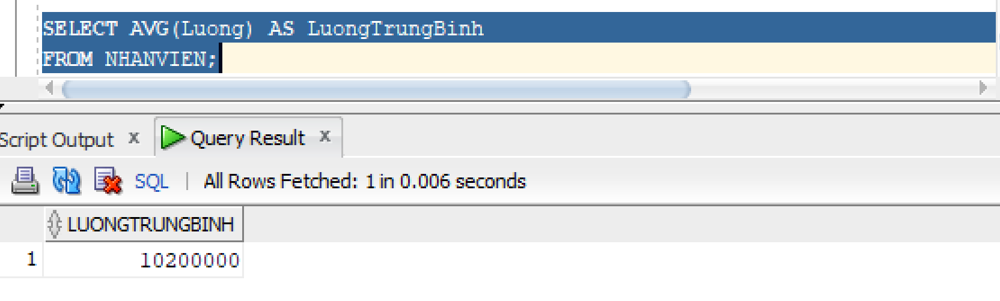 SELECT AVG(Luong) AS LuongTrungBinh
FROM NHANVIEN;
Script Output x Query Result x
SQL | All Rows Fetched: 1 in 0.006 seconds
LUONGTRUNGBINH
1 10200000